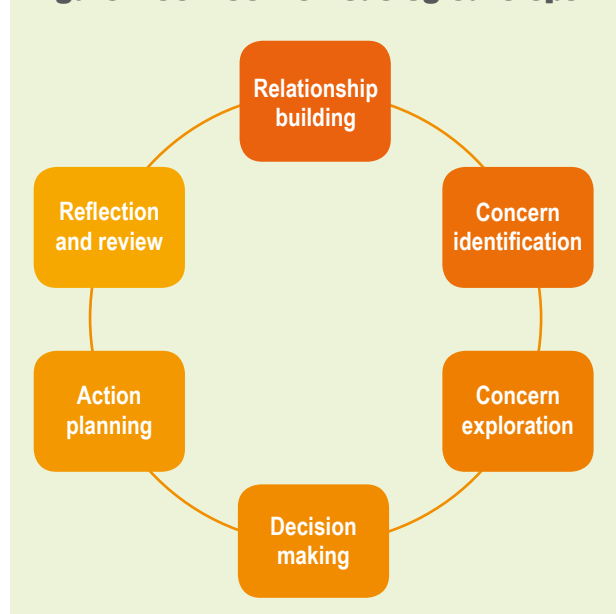 Relationship
building
Concern
identification
Concern
exploration
Decision
making
Action
planning
Reflection
and review